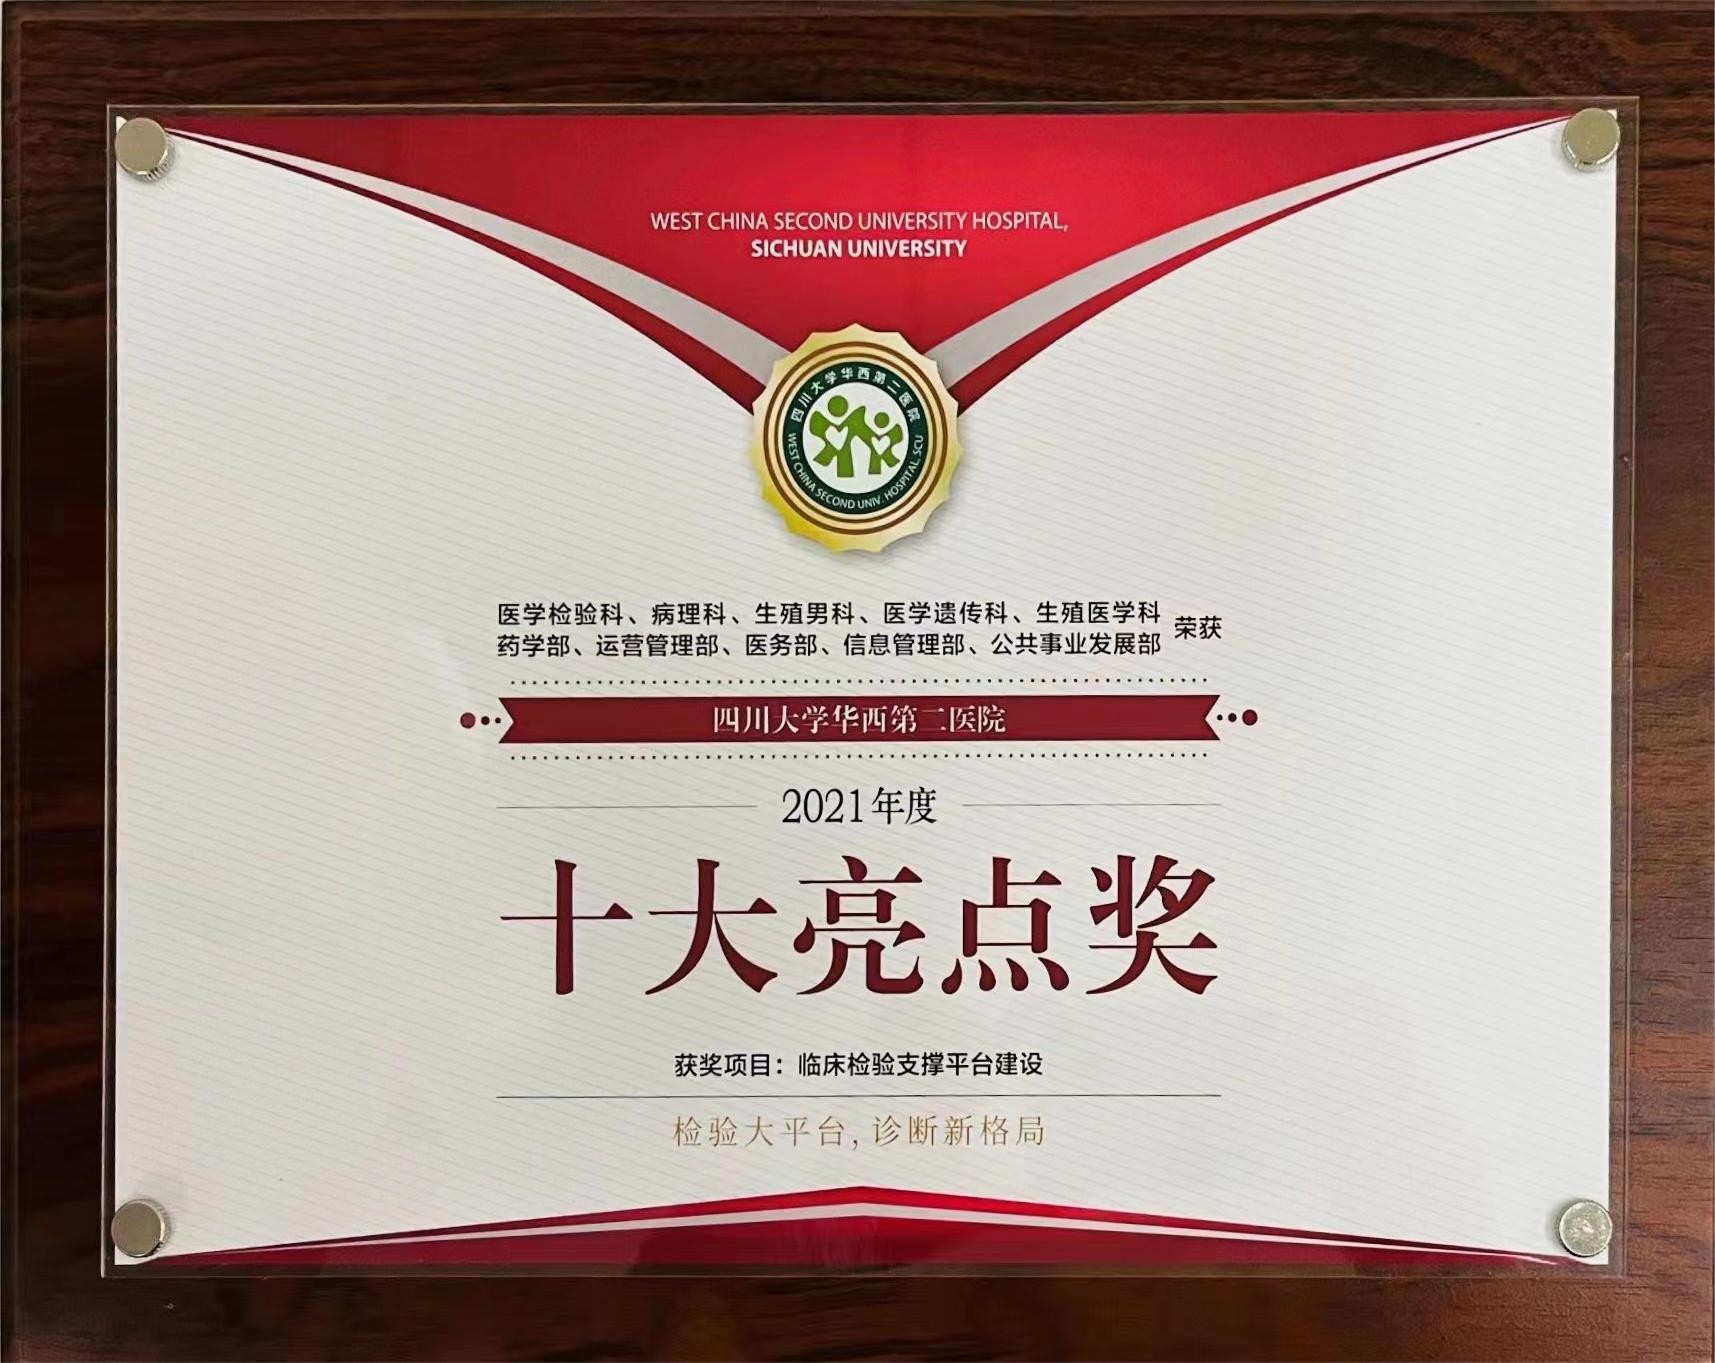 WEST CHINA SECOND UNIVERSITY HOSPITAL,
SICHUAN UNIVERSITY
四川大学华西第二医院
WEST CHINA SECOND UNIV. HOSPITAL, SCU
医学检验科、病理科、生殖男科、医学遗传科、生殖医学科
药学部、运营管理部、医务部、信息管理部、公共事业发展部
荣获
四川大学华西第二医院
2021年度
十大亮点奖
获奖项目：临床检验支撑平台建设
检验大平台,诊断新格局